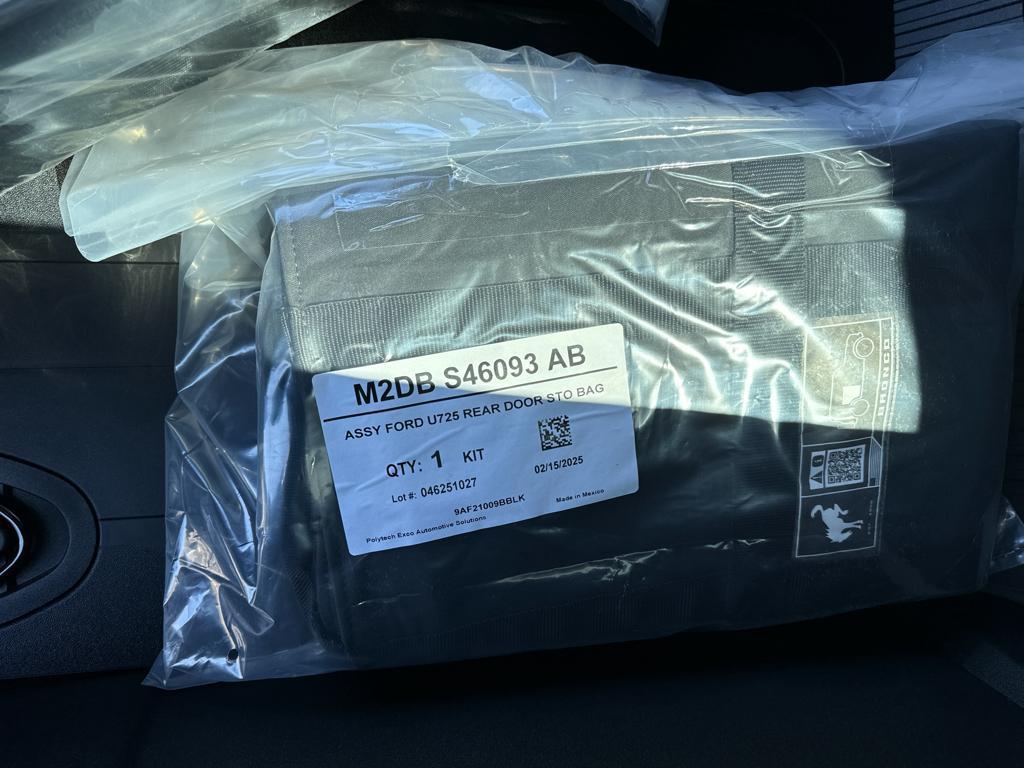 M2DB S46093 AB
ASSY FORD U725 REAR DOOR STO BAG
QTY: 1 KIT
02/15/2025
Lot #: 046251027
9AF21009BBLK
Made in Mexico
Polytech Exco Automotive Solutions
BRONCO